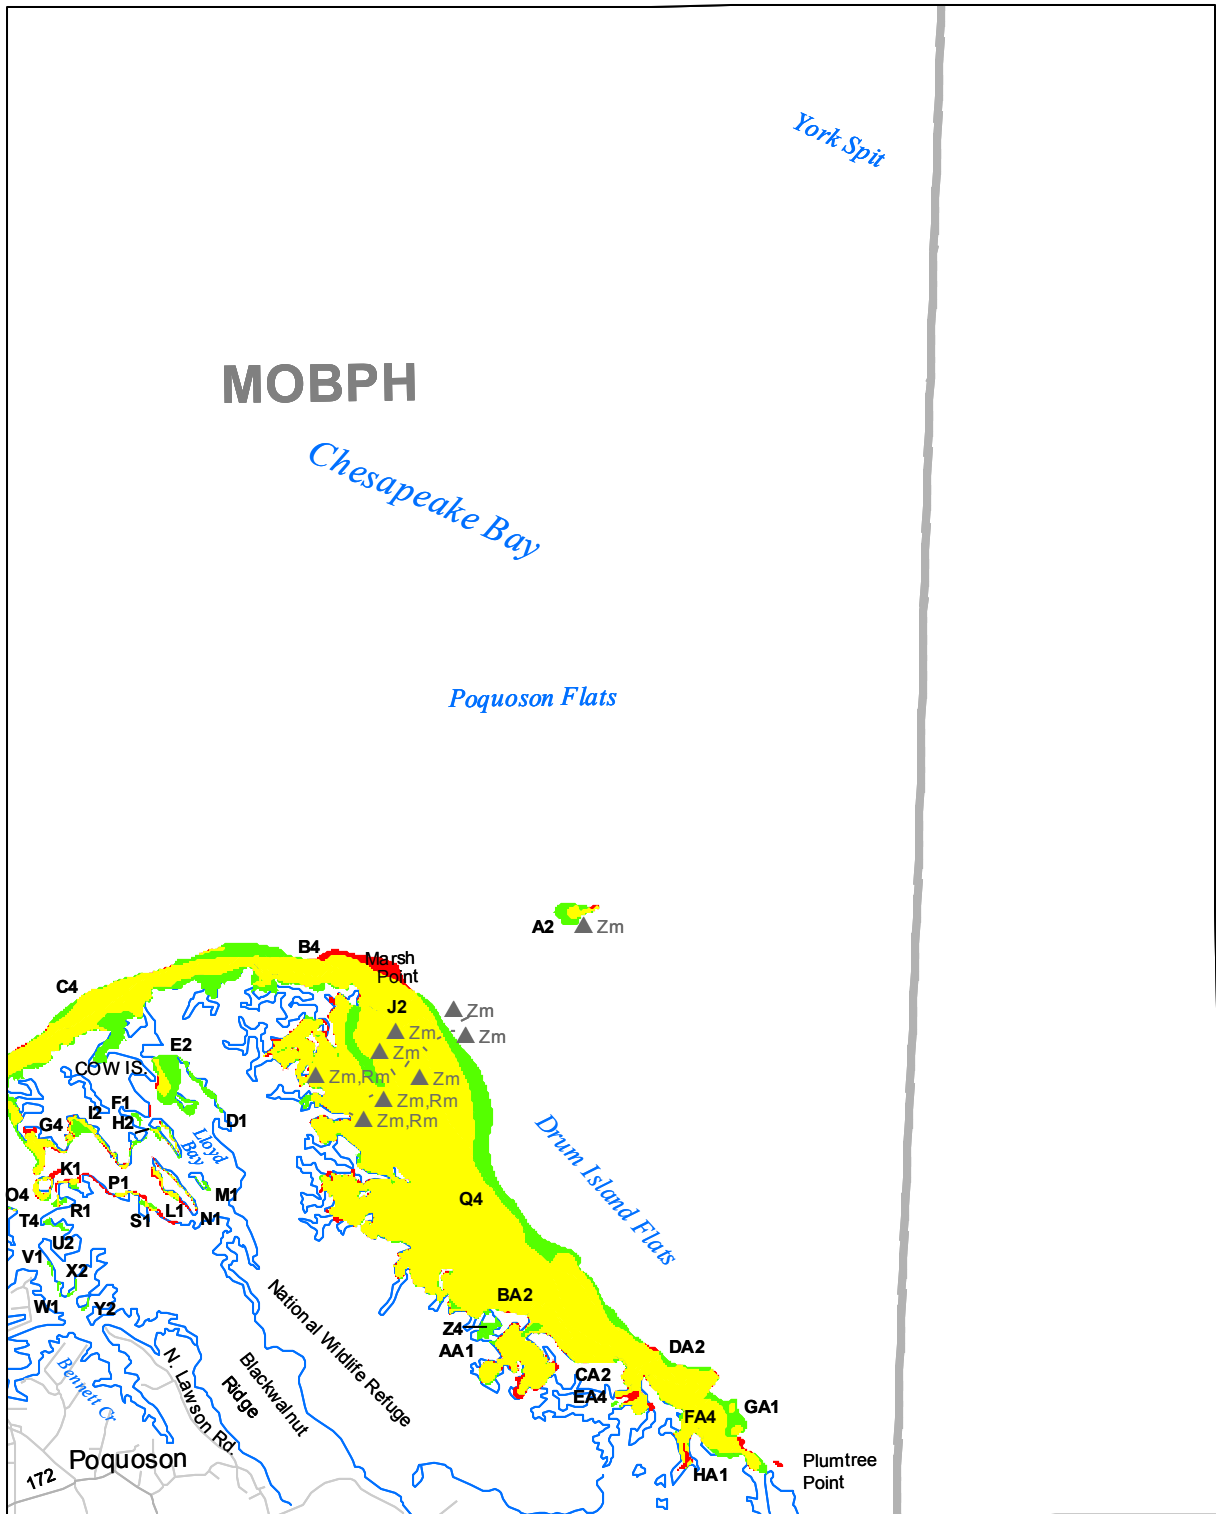 York Spit
MOBPH
Chesapeake Bay
Poquoson Flats
A2
Zm
B4
Marsh
Point
C4
J2
Zm
Zm
Zm
Zm
E2
COW IS.
Zm,Rm
Zm
Zm,Rm
Zm,Rm
F1
I2
H2
G4
D1
Lloyd
Bay
Drum Island Flats
K1
P1
O4
M1
Q4
R1
L1
T4
S1
N1
U2
V1
X2
W1
Y2
BA2
Z4
AA1
DA2
CA2
EA4
GA1
FA4
HA1
National Wildlife Refuge
Blackwalnut
Ridge
N. Lawson Rd.
Bennett Cr
Poquoson
172
Plumtree
Point